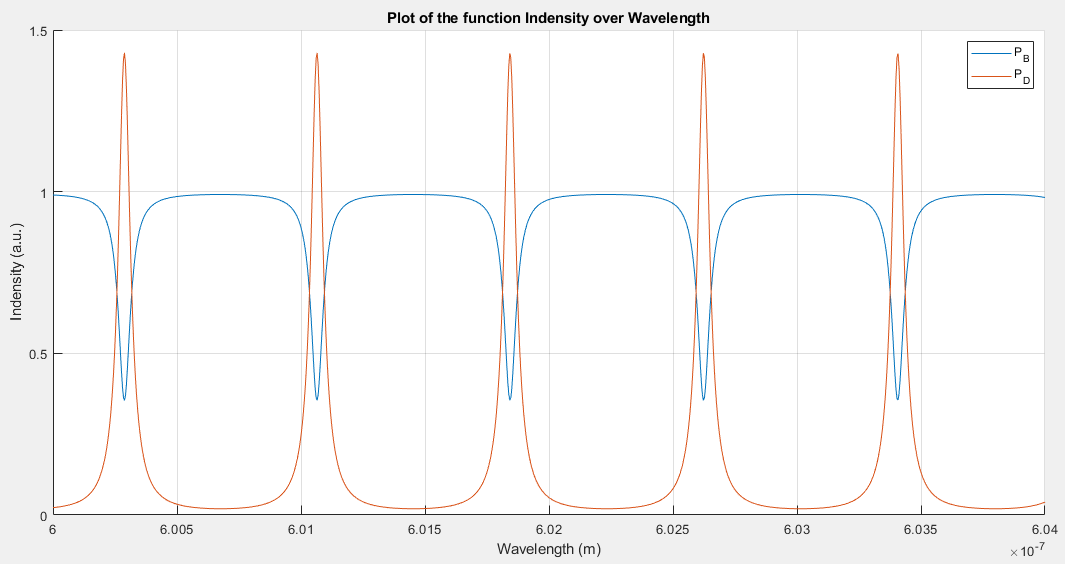 Plot of the function Indensity over Wavelength
P_B
P_D
Indensity (a.u.)
1.5
1
0.5
0
6 6.005 6.01 6.015 6.02 6.025 6.03 6.035 6.04
Wavelength (m)
×10^-7